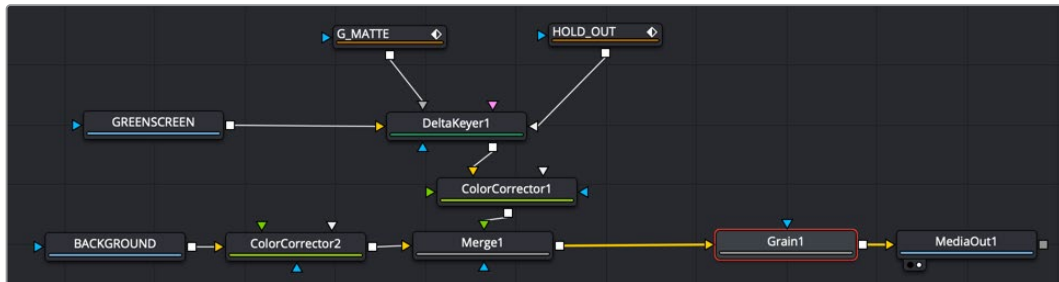 G_MATTE
HOLD_OUT
GREENSCREEN
DeltaKeyer1
ColorCorrector1
BACKGROUND
ColorCorrector2
Merge1
Grain1
MediaOut1